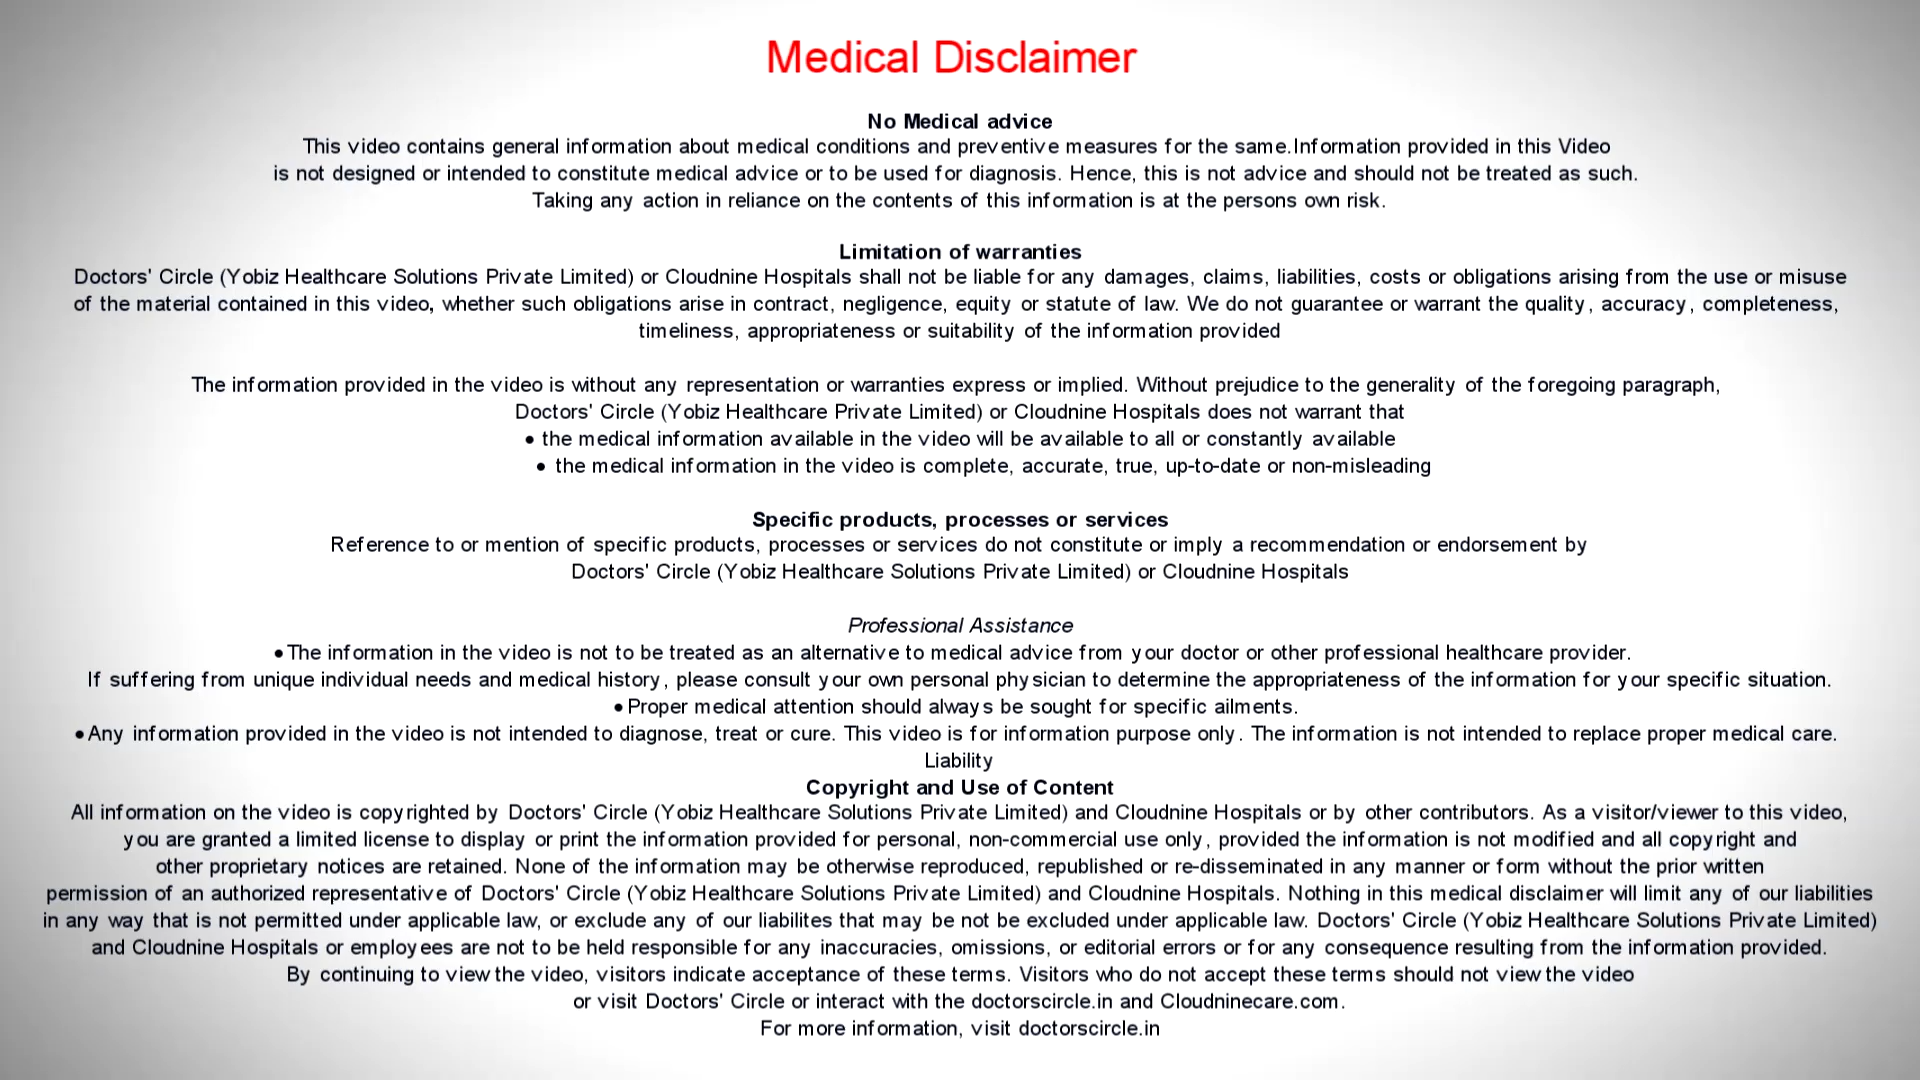 Medical Disclaimer
No Medical advice
This video contains general information about medical conditions and preventive measures for the same.Information provided in this Video
is not designed or intended to constitute medical advice or to be used for diagnosis. Hence, this is not advice and should not be treated as such.
Taking any action in reliance on the contents of this information is at the persons own risk.
Limitation of warranties
Doctors' Circle (Yobiz Healthcare Solutions Private Limited) or Cloudnine Hospitals shall not be liable for any damages, claims, liabilities, costs or obligations arising from the use or misuse
of the material contained in this video, whether such obligations arise in contract, negligence, equity or statute of law. We do not guarantee or warrant the quality, accuracy, completeness,
timeliness, appropriateness or suitability of the information provided
The information provided in the video is without any representation or warranties express or implied. Without prejudice to the generality of the foregoing paragraph,
Doctors' Circle (Yobiz Healthcare Private Limited) or Cloudnine Hospitals does not warrant that
• the medical information available in the video will be available to all or constantly available
• the medical information in the video is complete, accurate, true, up-to-date or non-misleading
Specific products, processes or services
Reference to or mention of specific products, processes or services do not constitute or imply a recommendation or endorsement by
Doctors' Circle (Yobiz Healthcare Solutions Private Limited) or Cloudnine Hospitals
Professional Assistance
•The information in the video is not to be treated as an alternative to medical advice from your doctor or other professional healthcare provider.
If suffering from unique individual needs and medical history, please consult your own personal physician to determine the appropriateness of the information for your specific situation.
•Proper medical attention should always be sought for specific ailments.
•Any information provided in the video is not intended to diagnose, treat or cure. This video is for information purpose only. The information is not intended to replace proper medical care.
Liability
Copyright and Use of Content
All information on the video is copyrighted by Doctors' Circle (Yobiz Healthcare Solutions Private Limited) and Cloudnine Hospitals or by other contributors. As a visitor/viewer to this video,
you are granted a limited license to display or print the information provided for personal, non-commercial use only, provided the information is not modified and all copyright and
other proprietary notices are retained. None of the information may be otherwise reproduced, republished or re-disseminated in any manner or form without the prior written
permission of an authorized representative of Doctors' Circle (Yobiz Healthcare Solutions Private Limited) and Cloudnine Hospitals. Nothing in this medical disclaimer will limit any of our liabilities
in any way that is not permitted under applicable law, or exclude any of our liabilites that may be not be excluded under applicable law. Doctors' Circle (Yobiz Healthcare Solutions Private Limited)
and Cloudnine Hospitals or employees are not to be held responsible for any inaccuracies, omissions, or editorial errors or for any consequence resulting from the information provided.
By continuing to view the video, visitors indicate acceptance of these terms. Visitors who do not accept these terms should not view the video
or visit Doctors' Circle or interact with the doctorscircle.in and Cloudninecare.com.
For more information, visit doctorscircle.in